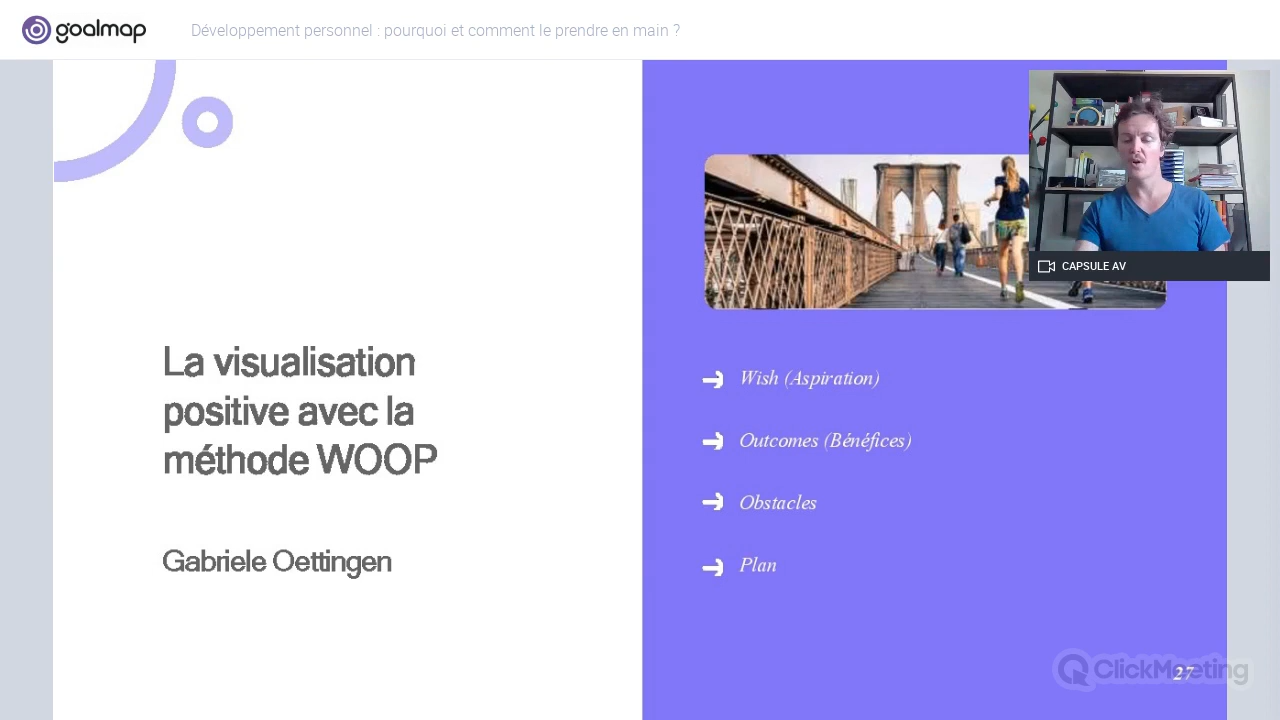 goalmap
Développement personnel : pourquoi et comment le prendre en main ?
La visualisation
positive avec la
méthode WOOP
Gabriele Oettingen
CAPSULE AV
Wish (Aspiration)
Outcomes (Bénéfices)
Obstacles
Plan
ClickMeeting
27